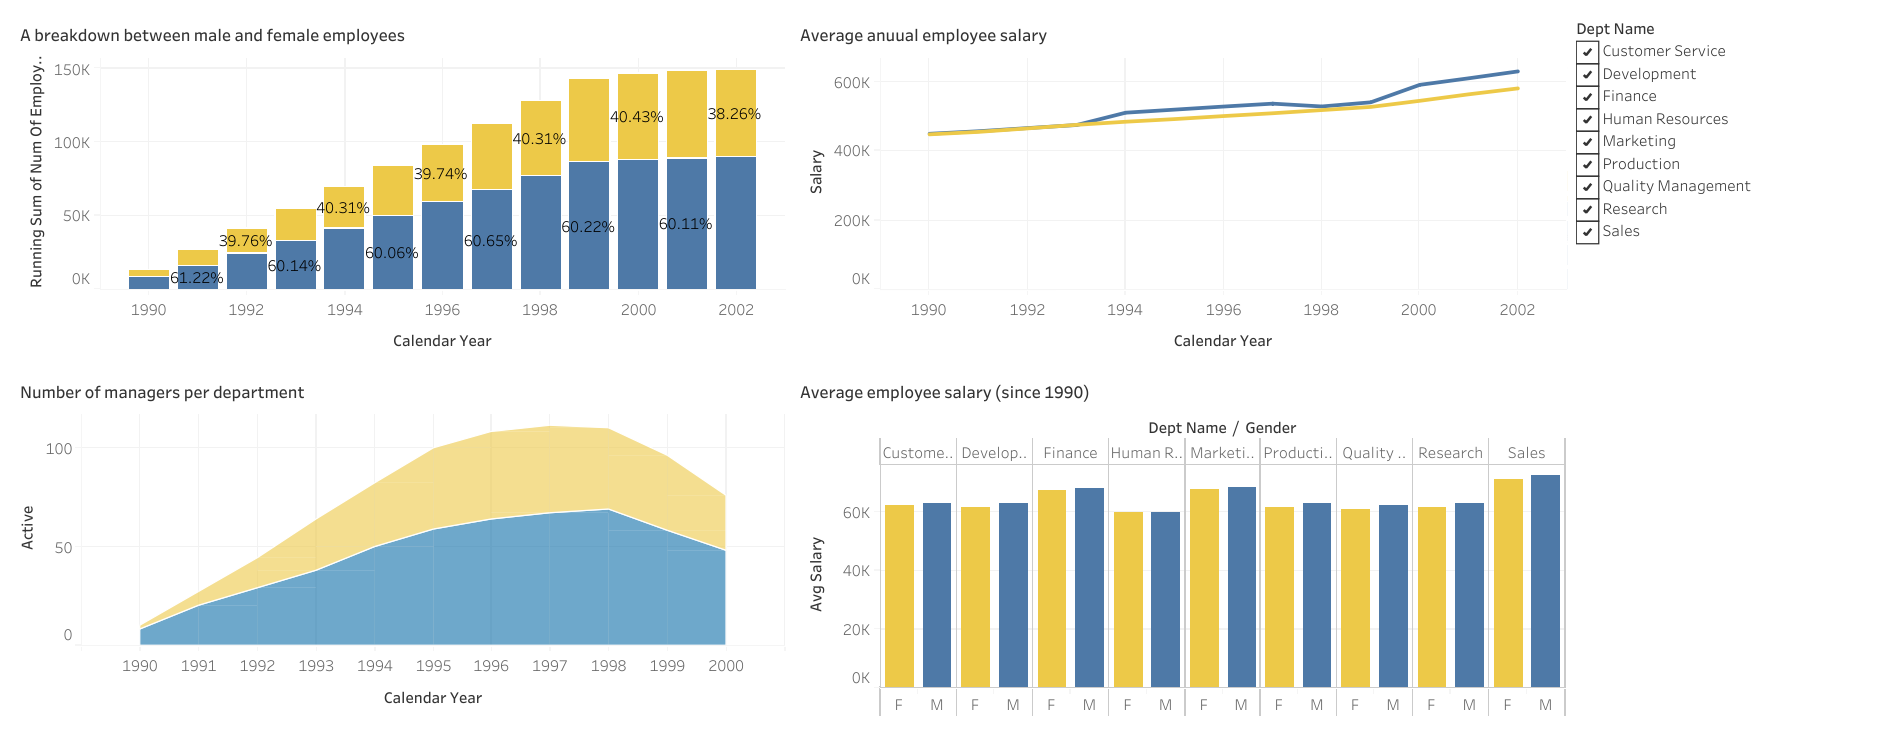 A breakdown between male and female employees
Running Sum of Num Of Employ..
150K
100K
50K
0K
61.22%
39.76%
60.14%
40.31%
60.06%
39.74%
60.65%
40.31%
60.22%
40.43%
60.11%
38.26%
1990 1992 1994 1996 1998 2000 2002
Calendar Year
Average anuual employee salary
Salary
600K
400K
200K
0K
1990 1992 1994 1996 1998 2000 2002
Calendar Year
Dept Name
Customer Service
Development
Finance
Human Resources
Marketing
Production
Quality Management
Research
Sales
Number of managers per department
Active
100
50
0
1990 1991 1992 1993 1994 1995 1996 1997 1998 1999 2000
Calendar Year
Average employee salary (since 1990)
Dept Name / Gender
Custome.. Develop.. Finance Human R.. Marketi.. Producti.. Quality .. Research Sales
Avg Salary
60K
40K
20K
0K
F M F M F M F M F M F M F M F M F M